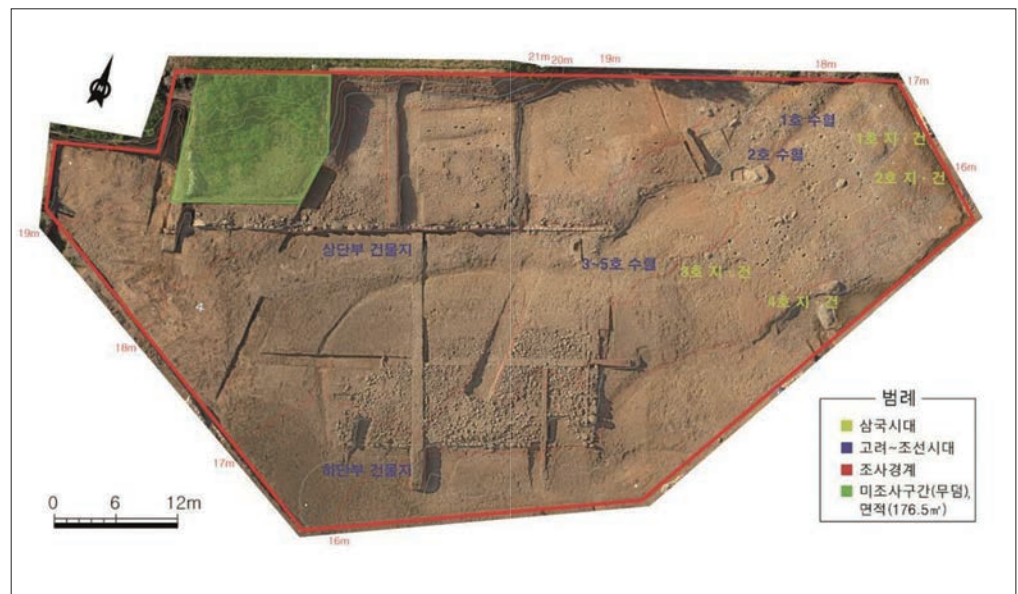 21m
20m
19m
18m
17m
1호 수혈
1호 지·건
2호 수혈
16m
2호 지·건
19m
상단부 건물지
3~5호 수혈
3호 지·건
4호 지·건
4.
18m
범례
삼국시대
고려~조선시대
조사경계
미조사구간(무덤),
면적(176.5㎡)
17m
하단부 건물지
0 6 12m
16m
N